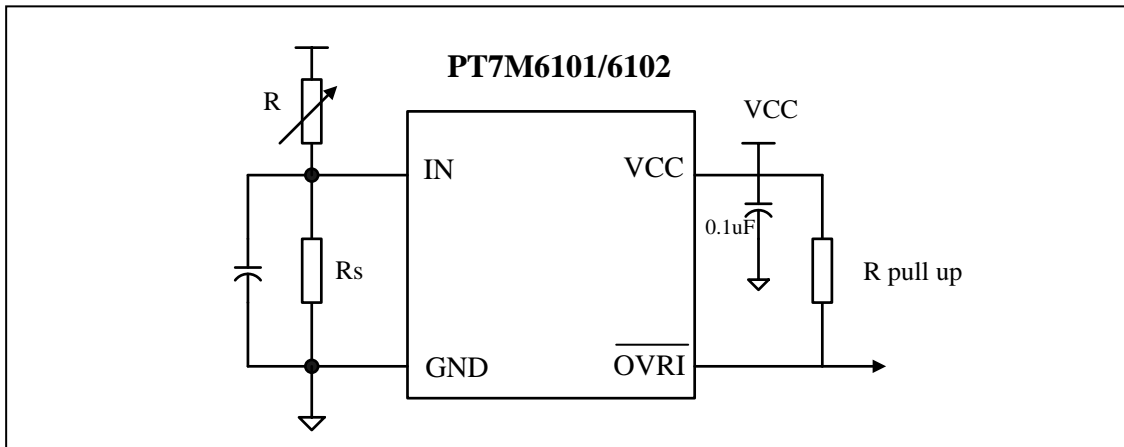 PT7M6101/6102
R
VCC
IN
VCC
0.1uF
Rs
R pull up
GND
OVRI